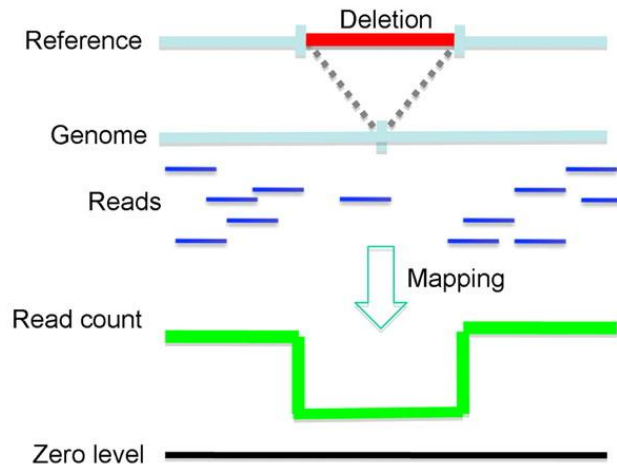 Deletion
Reference
Genome
Reads
Mapping
Read count
Zero level